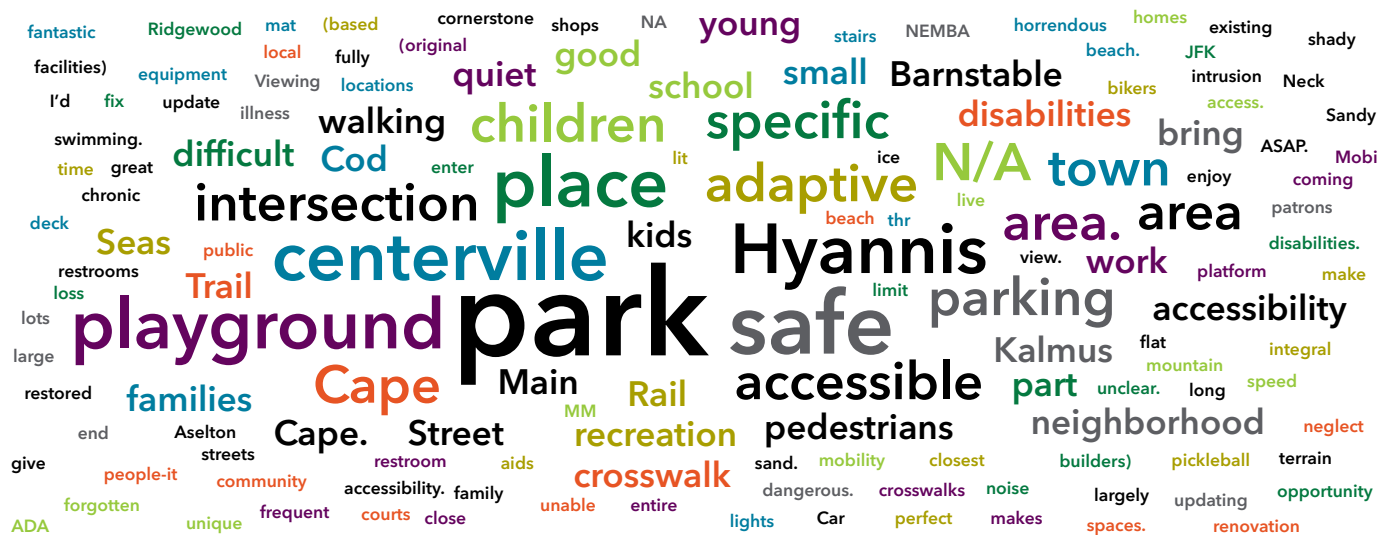 fantastic Ridgewood mat (based cornerstone shops NA young stairs NEMBA horrendous homes existing shady
facilities) equipment local fully (original good quiet Viewing locations school small Barnstable beach. JFK intrusion Neck
I'd fix update illness walking children specific disabilities bikers access. bring Sandy
swimming. time great difficult Cod enter lit ice N/A town enjoy ASAP. Mobi coming
chronic intersection place adaptive live area. area patrons
deck Seas public centerville kids beach thr Hyannis view. work platform disabilities. make
restrooms loss Trail limit parking accessibility
lots playground park safe Kalmus flat integral
large mountain
restored families Cape Main Rail accessible part unclear. long speed
end Aselton Cape. Street MM recreation pedestrians neighborhood neglect
give streets people-it restroom aids crosswalk sand. mobility closest builders) pickleball terrain
community accessibility. family dangerous. crosswalks noise largely updating opportunity
ADA forgotten unique frequent courts close unable entire lights Car perfect makes spaces. renovation